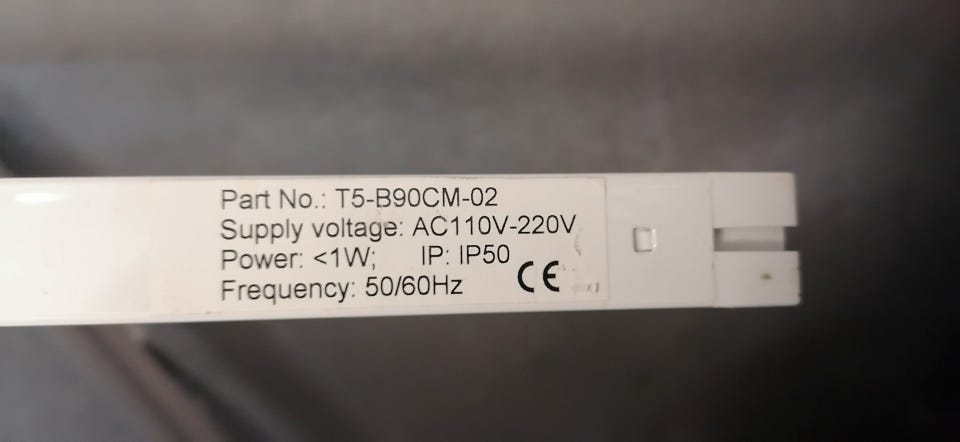 Part No.: T5-B90CM-02
Supply voltage: AC110V-220V
Power: <1W; IP: IP50
Frequency: 50/60Hz CE